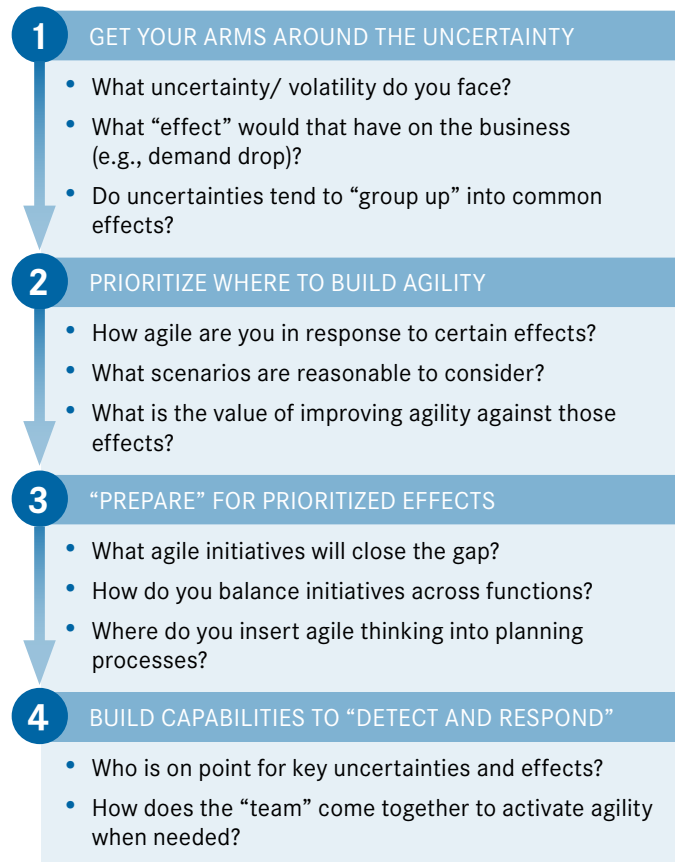 1 GET YOUR ARMS AROUND THE UNCERTAINTY
• What uncertainty/ volatility do you face?
• What “effect” would that have on the business
(e.g., demand drop)?
• Do uncertainties tend to “group up” into common
effects?
2 PRIORITIZE WHERE TO BUILD AGILITY
• How agile are you in response to certain effects?
• What scenarios are reasonable to consider?
• What is the value of improving agility against those
effects?
3 “PREPARE” FOR PRIORITIZED EFFECTS
• What agile initiatives will close the gap?
• How do you balance initiatives across functions?
• Where do you insert agile thinking into planning
processes?
4 BUILD CAPABILITIES TO “DETECT AND RESPOND”
• Who is on point for key uncertainties and effects?
• How does the “team” come together to activate agility
when needed?